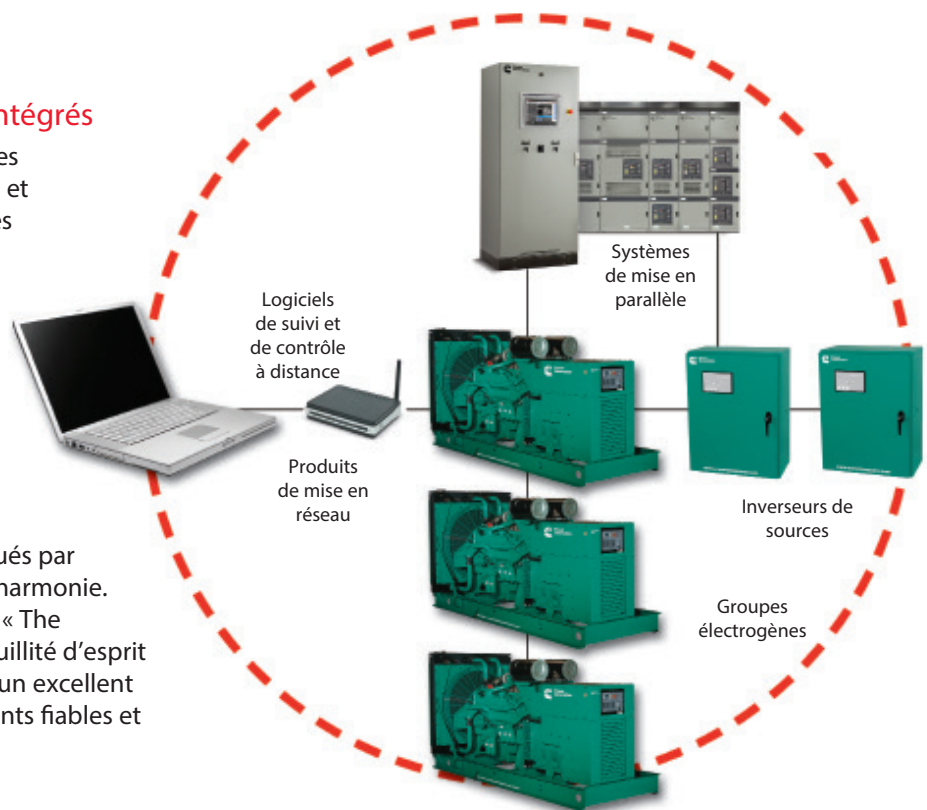 ntégrés
es
et
es
Systèmes
de mise en
parallèle
Logiciels
de suivi et
de contrôle
à distance
Produits
de mise en
réseau
Inverseurs de
sources
Groupes
électrogènes
ués par
harmonie.
« The
uillité d’esprit
un excellent
nts fiables et